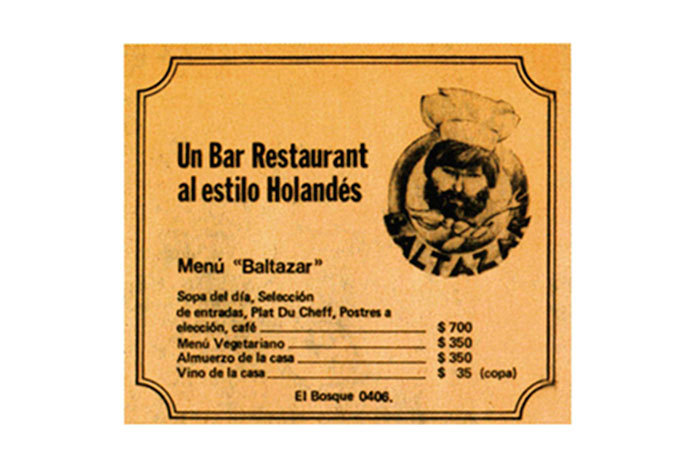 Un Bar Restaurant
al estilo Holandés
BALTAZAR
Menú "Baltazar"
Sopa del día, Selección
de entradas, Plat Du Cheff, Postres a
elección, café $ 700
Menú Vegetariano $ 350
Almuerzo de la casa $ 350
Vino de la casa $ 35 (copa)
El Bosque 0406.